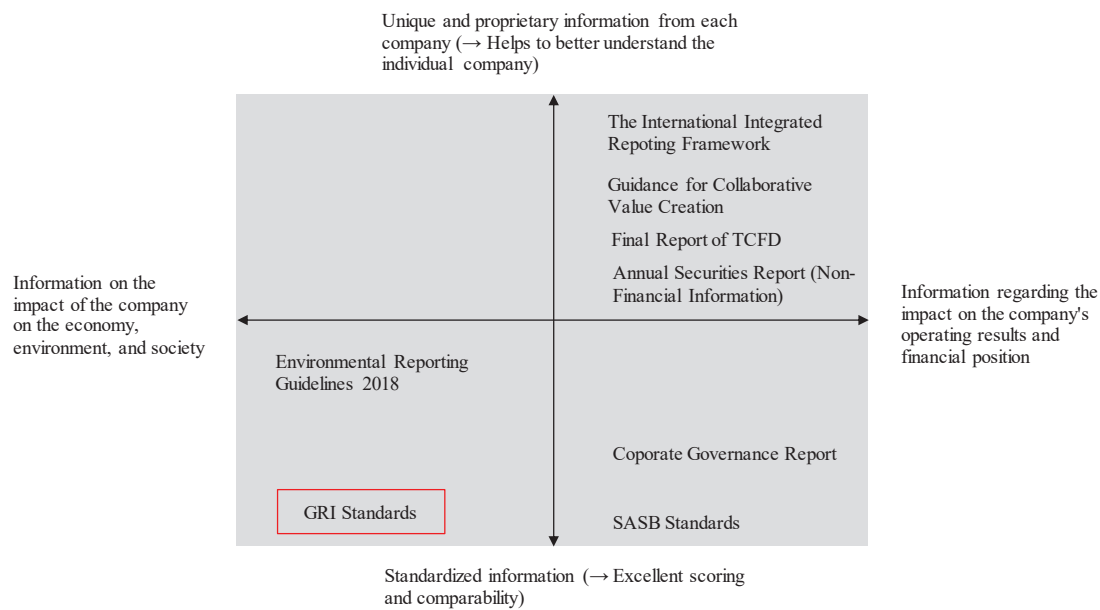 Unique and proprietary information from each
company (→ Helps to better understand the
individual company)
The International Integrated
Repoting Framework
Guidance for Collaborative
Value Creation
Final Report of TCFD
Annual Securities Report (Non-
Financial Information)
Information on the
impact of the company
on the economy,
environment, and society
Information regarding the
impact on the company's
operating results and
financial position
Environmental Reporting
Guidelines 2018
Coporate Governance Report
GRI Standards
SASB Standards
Standardized information (→ Excellent scoring
and comparability)